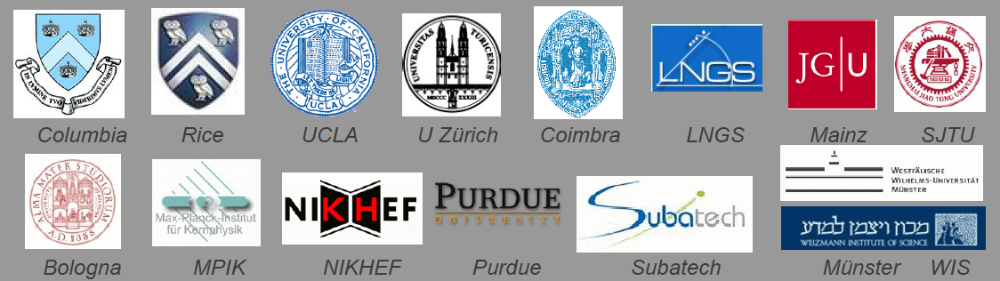 IN LUMINE TVO VIDEBIMUS LUMEN
THE UNIVERSITY OF CALIFORNIA
LET THERE BE LIGHT
UCLA
UNIVERSITAS TURICENSIS
MDCCC XXXIII
LNGS
JG|U
SHANGHAI JIAO TONG UNIVERSITY
1896
Columbia Rice UCLA U Zürich Coimbra LNGS Mainz SJTU
ALMA MATER STUDIORUM
A.D. 1088
Max-Planck-Institut
für Kernphysik
NIKHEF
PURDUE
UNIVERSITY
Subatech
WESTFÄLISCHE
WILHELMS-UNIVERSITÄT
MÜNSTER
מכון ויצמן למדע
WEIZMANN INSTITUTE OF SCIENCE
Bologna MPIK NIKHEF Purdue Subatech Münster WIS